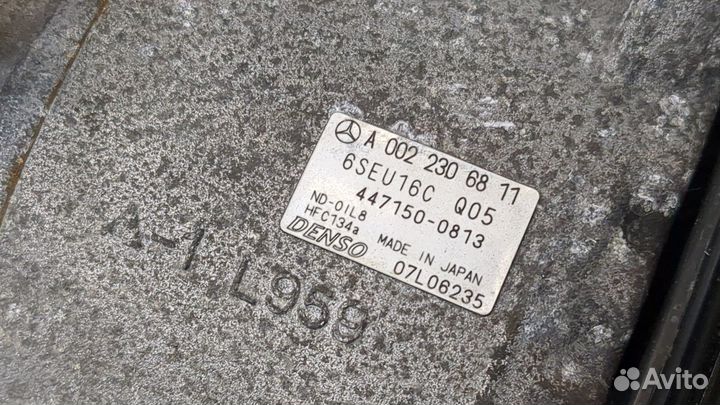 A 002 230 68 11
6SEU16C Q05
447150-0813
ND-OIL8
HFC134a MADE IN JAPAN
DENSO 07L06235
A-1 L959
Avito